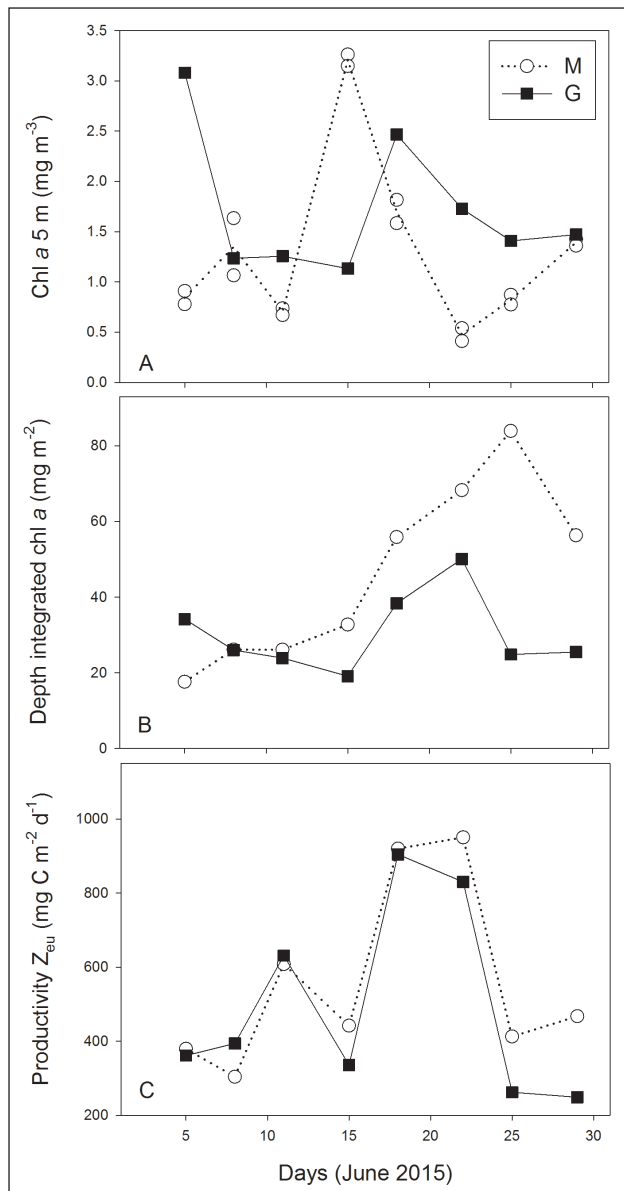 3.5
3.0
2.5
2.0
1.5
1.0
0.5
0.0
Chl a 5 m (mg m⁻³)
M
G
A
80
60
40
20
0
Depth integrated chl a (mg m⁻²)
B
1000
800
600
400
200
Productivity Zeu (mg C m⁻² d⁻¹)
C
5 10 15 20 25 30
Days (June 2015)